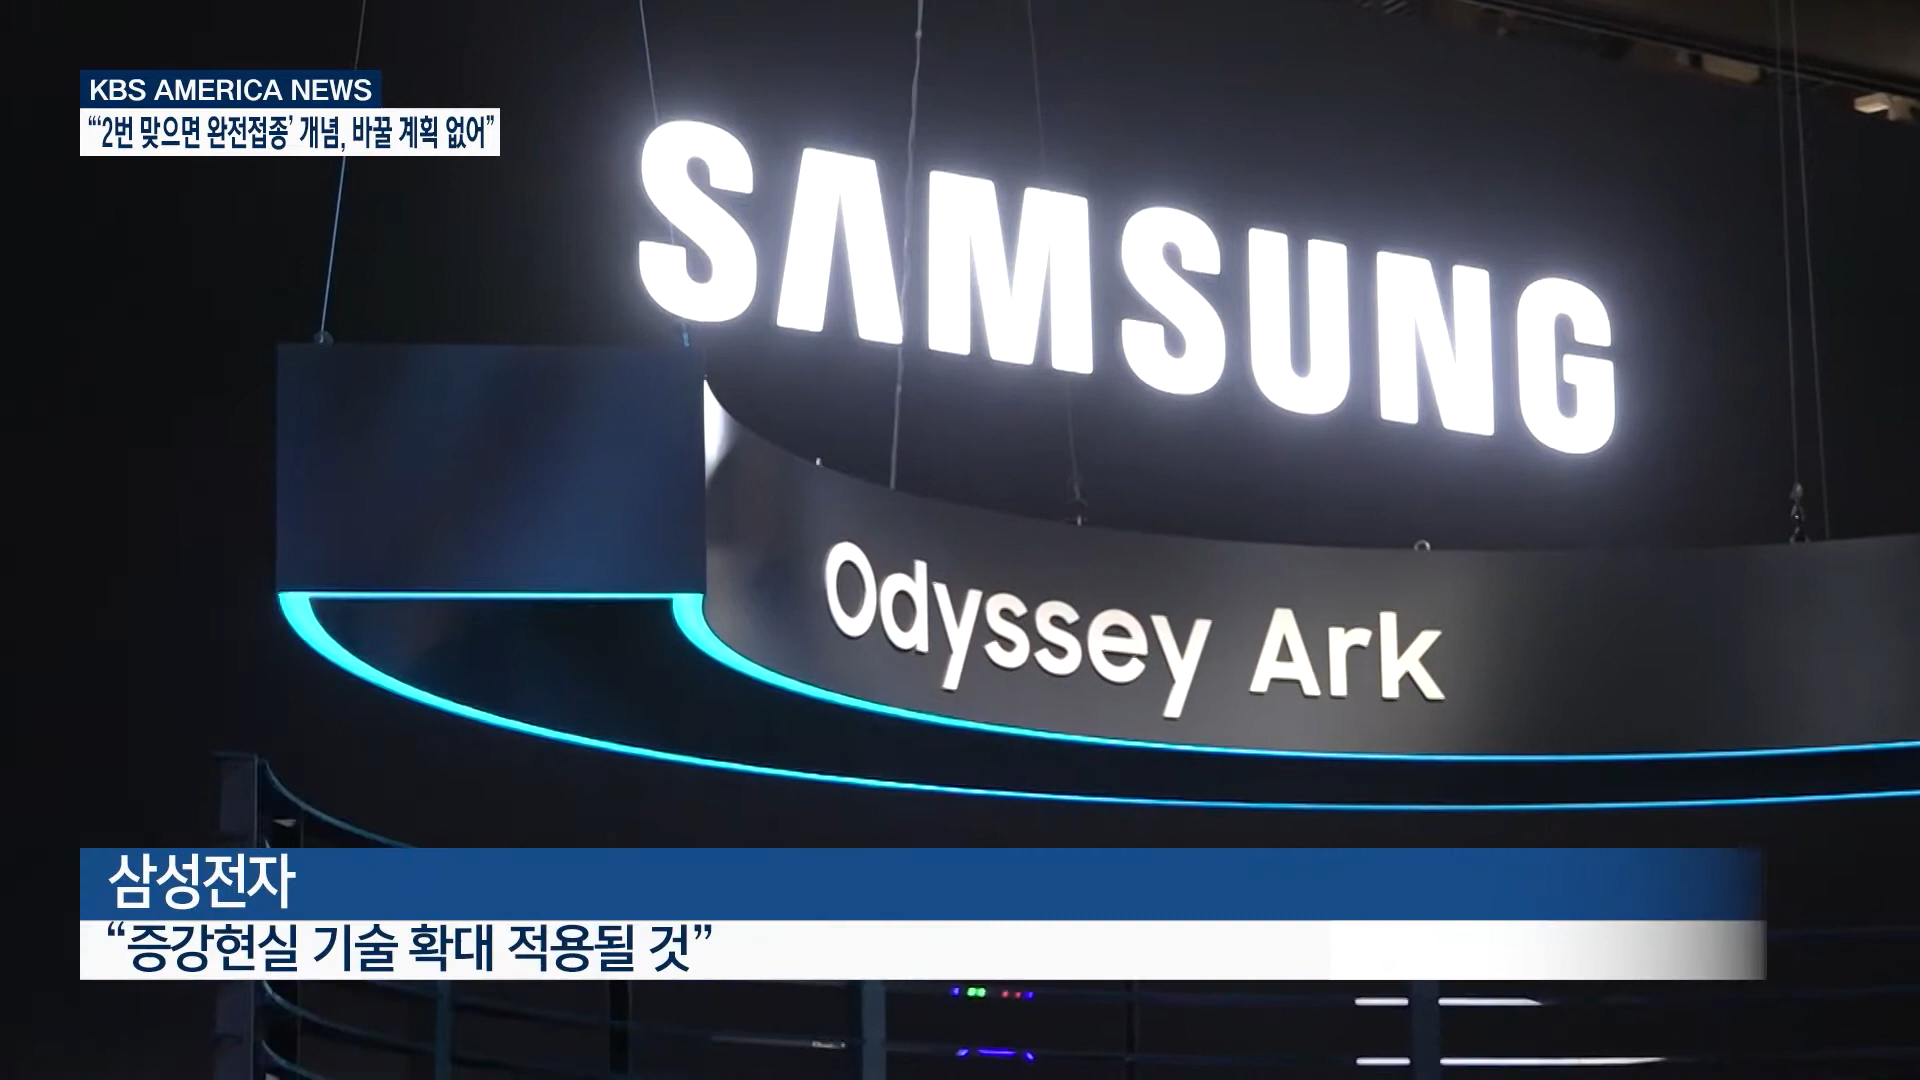 KBS AMERICA NEWS
“‘2번 맞으면 완전접종’ 개념, 바꿀 계획 없어”
SAMSUNG
Odyssey Ark
삼성전자
“증강현실 기술 확대 적용될 것”